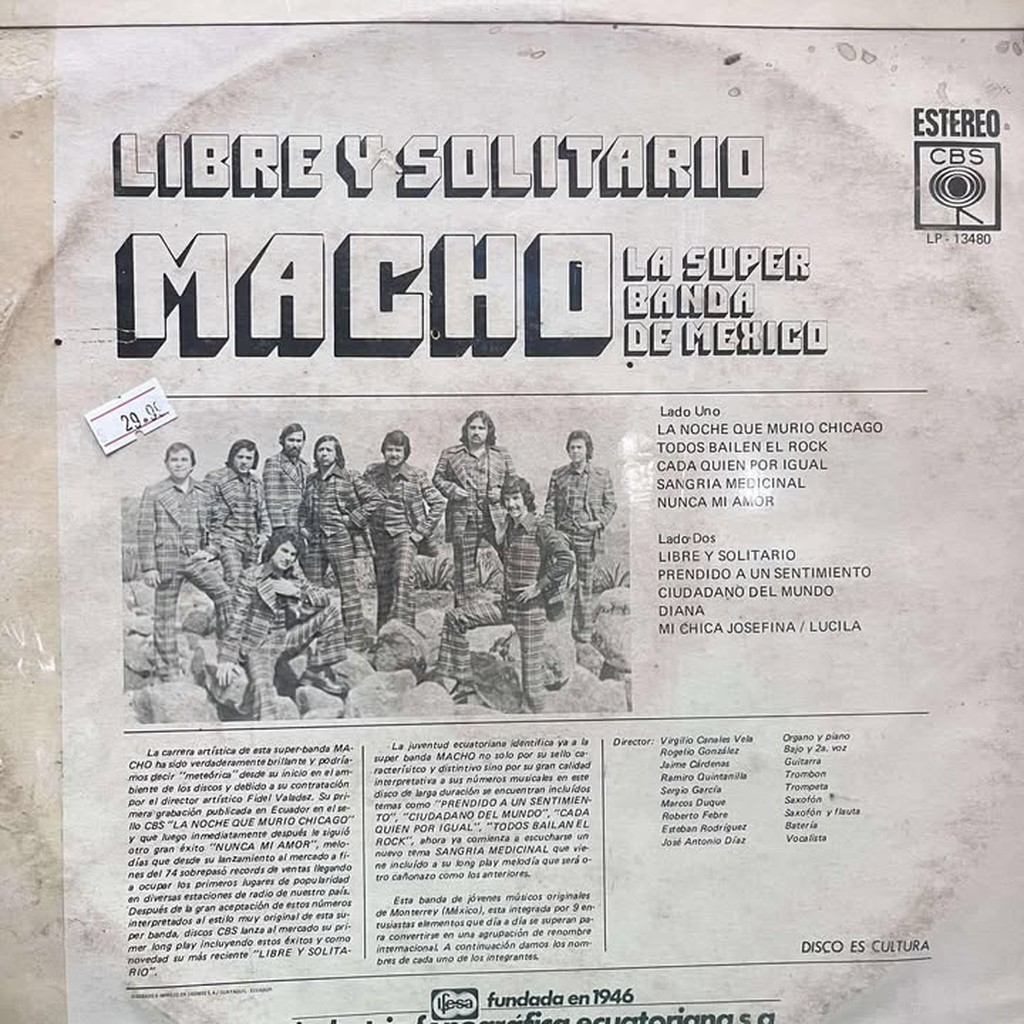 LIBRE Y SOLITARIO
ESTEREO
CBS
LP - 13480
MACHO
LA SUPER
BANDA
DE MEXICO
29.95
Lado Uno
LA NOCHE QUE MURIO CHICAGO
TODOS BAILEN EL ROCK
CADA QUIEN POR IGUAL
SANGRIA MEDICINAL
NUNCA MI AMOR
Lado Dos
LIBRE Y SOLITARIO
PRENDIDO A UN SENTIMIENTO
CIUDADANO DEL MUNDO
DIANA
MI CHICA JOSEFINA / LUCILA
La carrera artística de esta super-banda MA-
CHO ha sido verdaderamente brillante y podría-
mos decir "meteórica" desde su inicio en el am-
biente de los discos y debido a su contratación
por el director artístico Fidel Valadez. Su pri-
mera grabación publicada en Ecuador en el se-
llo CBS "LA NOCHE QUE MURIO CHICAGO"
y que luego inmediatamente después le siguió
otro gran éxito "NUNCA MI AMOR", melo-
días que desde su lanzamiento al mercado a fi-
nes del 74 sobrepasó records de ventas llegando
a ocupar los primeros lugares de popularidad
en diversas estaciones de radio de nuestro país.
Después de la gran aceptación de estos números
interpretados al estilo muy original de esta su-
per banda, discos CBS lanza al mercado su pri-
mer long play incluyendo estos éxitos y como
novedad su más reciente "LIBRE Y SOLITA-
RIO".
La juventud ecuatoriana identifica ya a la
super banda MACHO no solo por su sello ca-
racterísitco y distintivo sino por su gran calidad
interpretativa a sus números musicales en este
disco de larga duración se encuentran incluídos
temas como "PRENDIDO A UN SENTIMIEN-
TO", "CIUDADANO DEL MUNDO", "CADA
QUIEN POR IGUAL", "TODOS BAILAN EL
ROCK", ahora ya comienza a escucharse un
nuevo tema SANGRIA MEDICINAL que vie-
ne incluído a su long play melodía que será o-
tro cañonazo como los anteriores.
Esta banda de jóvenes músicos originales
de Monterrey (México), esta integrada por 9 en-
tusiastas elementos que día a día se superan pa-
ra convertirse en una agrupación de renombre
internacional. A continuación damos los nom-
bres de cada uno de los integrantes.
Director: Virgilio Canales Vela Organo y piano
Rogelio González Bajo y 2a. voz
Jaime Cárdenas Guitarra
Ramiro Quintanilla Trombon
Sergio García Trompeta
Marcos Duque Saxofón
Roberto Febre Saxofón y flauta
Esteban Rodríguez Batería
José Antonio Díaz Vocalista
DISCO ES CULTURA
ifesa fundada en 1946
fonográfica ecuatoriana s.a